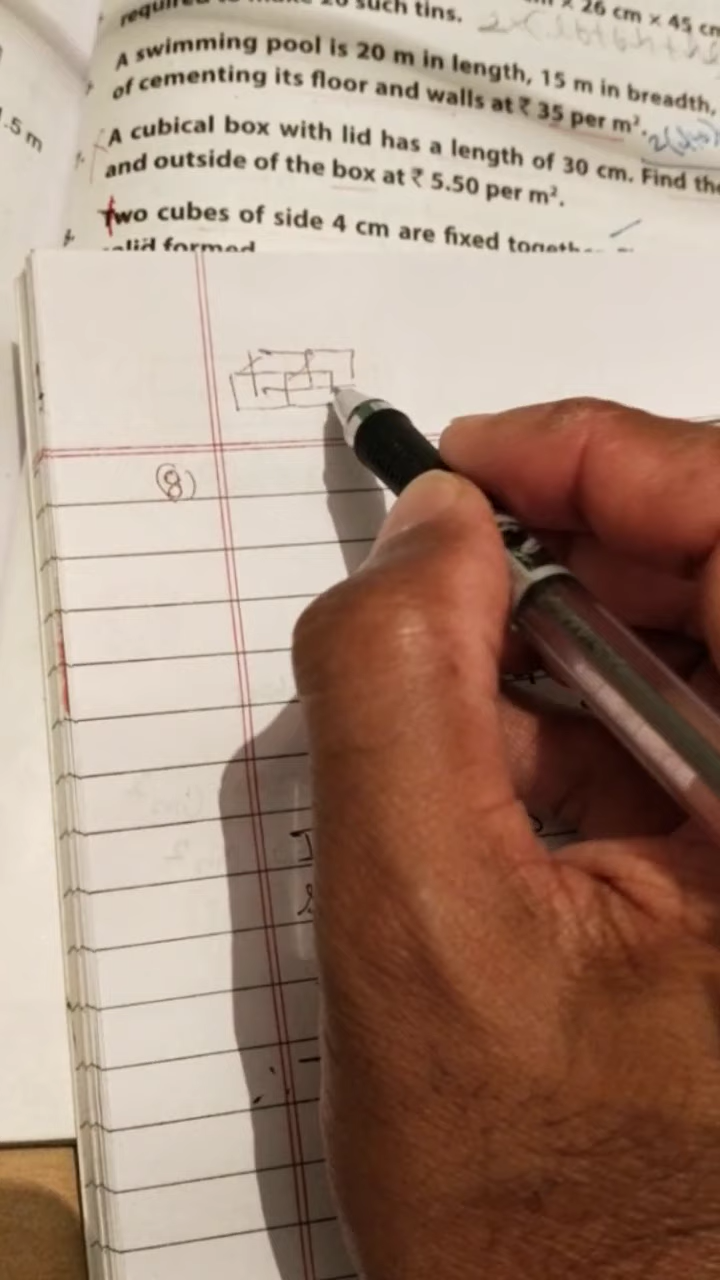 such tins.
× 26 cm × 45 cm
A swimming pool is 20 m in length, 15 m in breadth,
of cementing its floor and walls at ₹ 35 per m².
.5 m
A cubical box with lid has a length of 30 cm. Find the
and outside of the box at ₹ 5.50 per m².
Two cubes of side 4 cm are fixed
formed
(8)